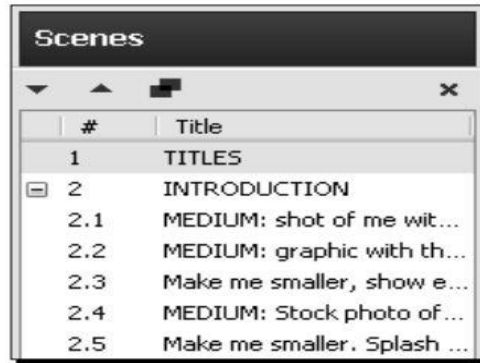 Scenes
# Title
1 TITLES
2 INTRODUCTION
2.1 MEDIUM: shot of me wit...
2.2 MEDIUM: graphic with th...
2.3 Make me smaller, show e...
2.4 MEDIUM: Stock photo of...
2.5 Make me smaller. Splash ...